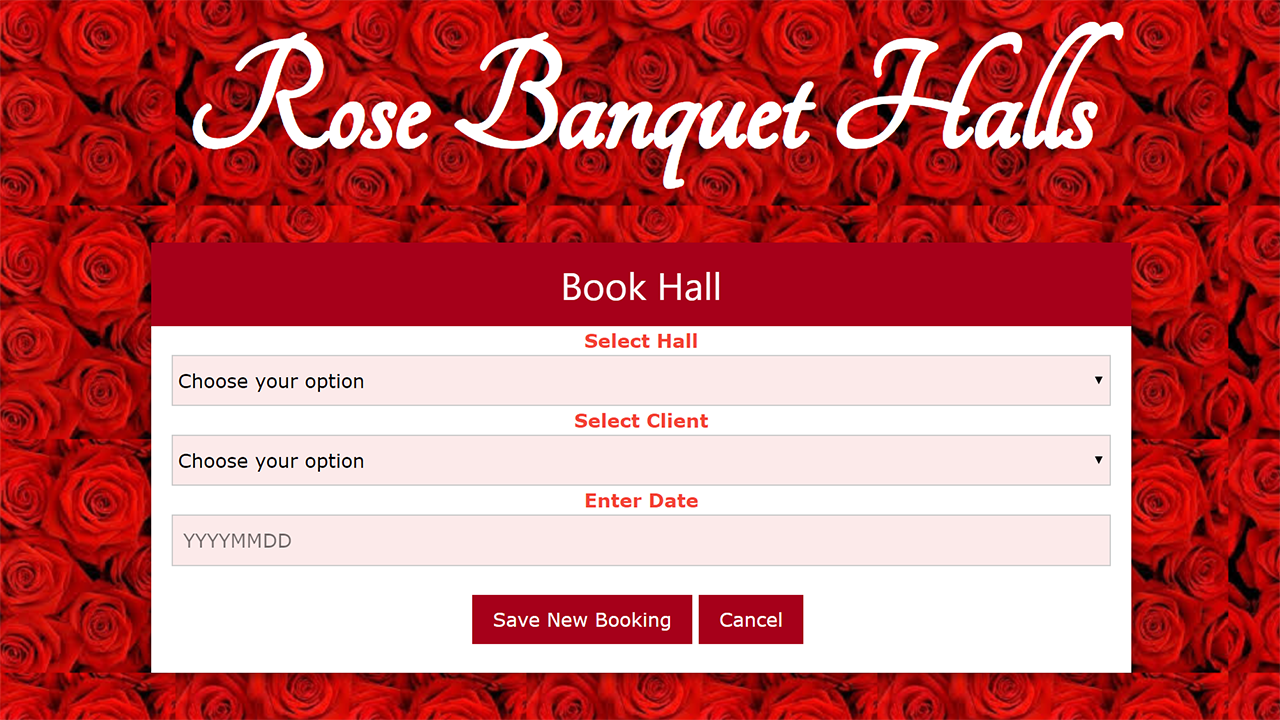 Rose Banquet Halls
Book Hall
Select Hall
Choose your option
Select Client
Choose your option
Enter Date
YYYYMMDD
Save New Booking Cancel